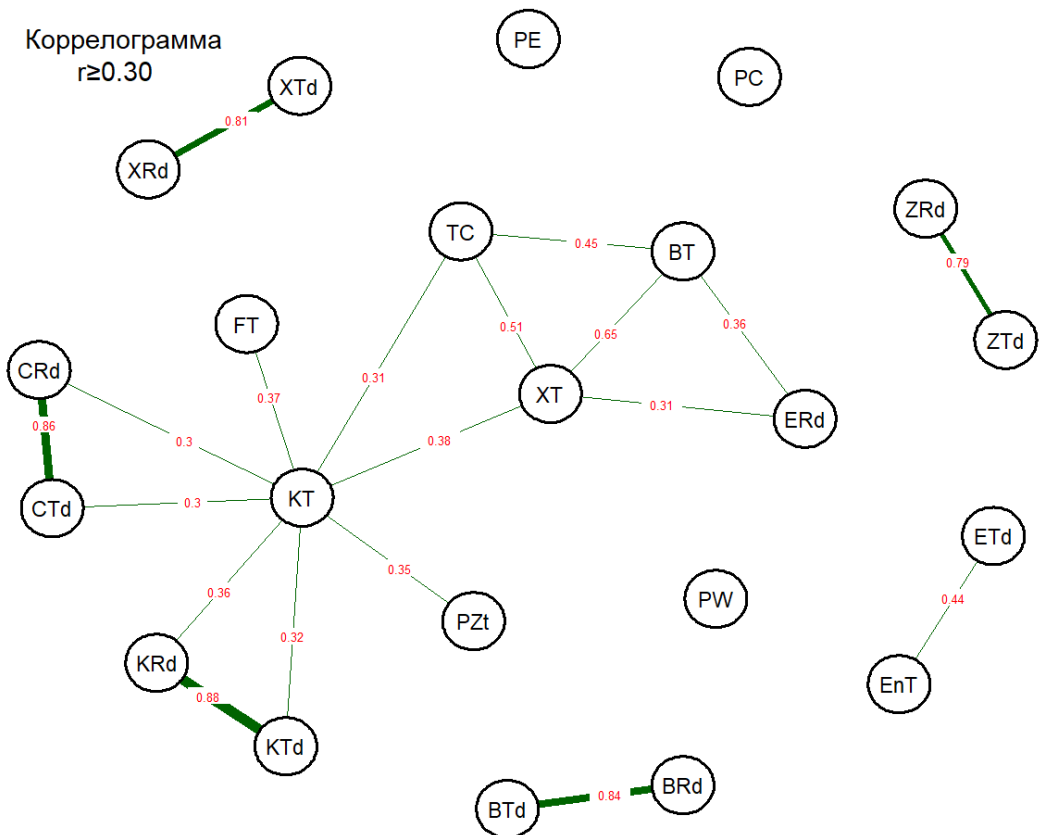 Коррелограмма
r≥0.30
PE
PC
XTd
0.81
XRd
ZRd
0.79
ZTd
TC
0.45
BT
0.51
0.65
0.36
FT
0.37
0.31
XT
0.31
ERd
CRd
0.86
0.3
0.38
CTd
0.3
KT
0.35
PZt
0.36
0.32
KRd
0.88
KTd
PW
ETd
0.44
EnT
BTd
0.84
BRd